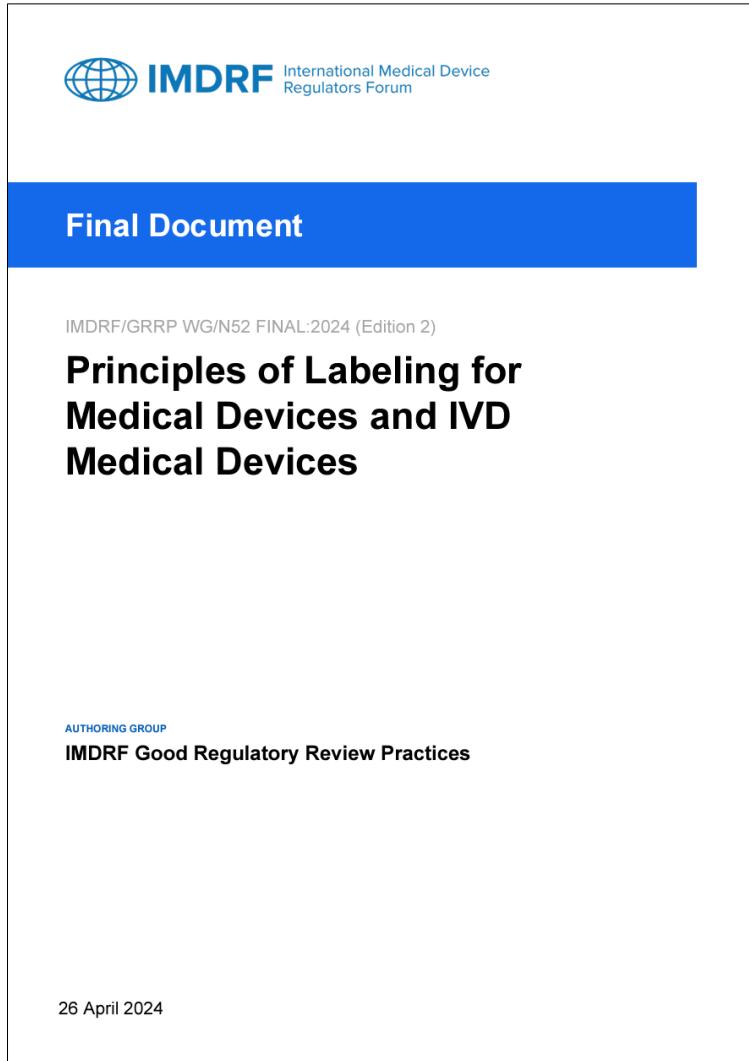 IMDRF International Medical Device
Regulators Forum
Final Document
IMDRF/GRRP WG/N52 FINAL:2024 (Edition 2)
Principles of Labeling for
Medical Devices and IVD
Medical Devices
AUTHORING GROUP
IMDRF Good Regulatory Review Practices
26 April 2024